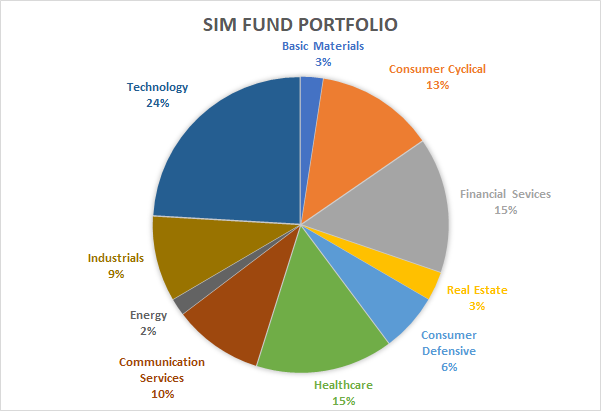 SIM FUND PORTFOLIO
Basic Materials
3%
Consumer Cyclical
13%
Financial Sevices
15%
Real Estate
3%
Consumer
Defensive
6%
Healthcare
15%
Communication
Services
10%
Energy
2%
Industrials
9%
Technology
24%